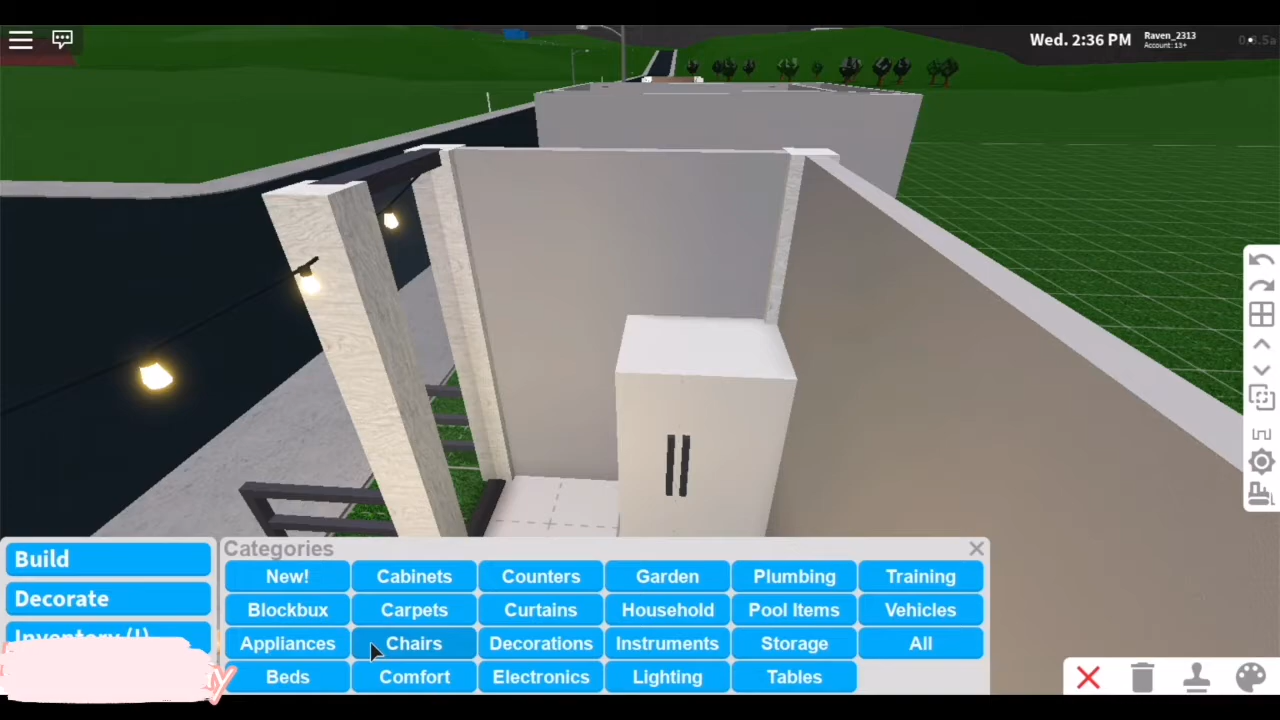 Wed. 2:36 PM
Raven_2313
Account: 13+
Build
Decorate
Inventory (!)
Categories
New! Cabinets Counters Garden Plumbing Training
Blockbux Carpets Curtains Household Pool Items Vehicles
Appliances Chairs Decorations Instruments Storage All
Beds Comfort Electronics Lighting Tables